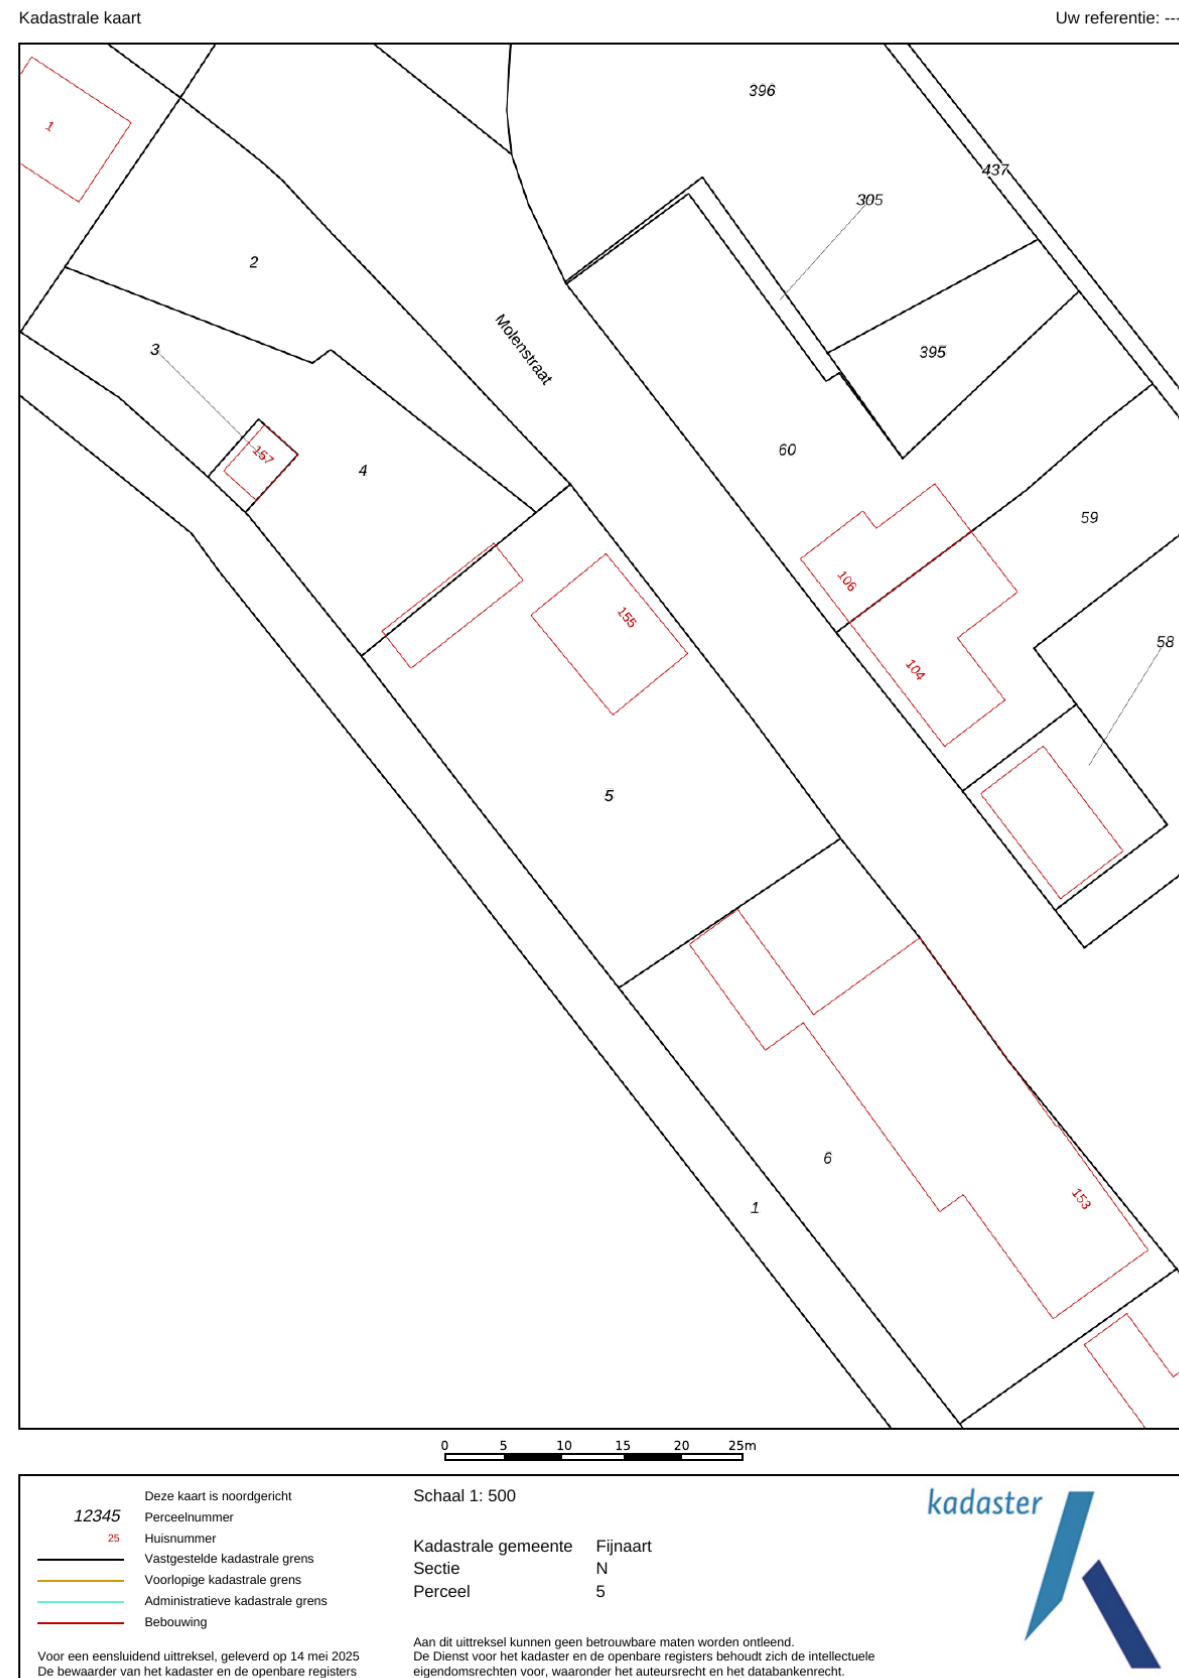 Kadastrale kaart
Uw referentie: ---
396
1
437
305
2
Molenstraat
3
395
60
157
4
59
106
155
58
104
5
6
153
1
0 5 10 15 20 25m
Deze kaart is noordgericht
12345 Perceelnummer
25 Huisnummer
Vastgestelde kadastrale grens
Voorlopige kadastrale grens
Administratieve kadastrale grens
Bebouwing
Voor een eensluidend uittreksel, geleverd op 14 mei 2025
De bewaarder van het kadaster en de openbare registers
Schaal 1: 500
Kadastrale gemeente Fijnaart
Sectie N
Perceel 5
Aan dit uittreksel kunnen geen betrouwbare maten worden ontleend.
De Dienst voor het kadaster en de openbare registers behoudt zich de intellectuele
eigendomsrechten voor, waaronder het auteursrecht en het databankenrecht.
kadaster